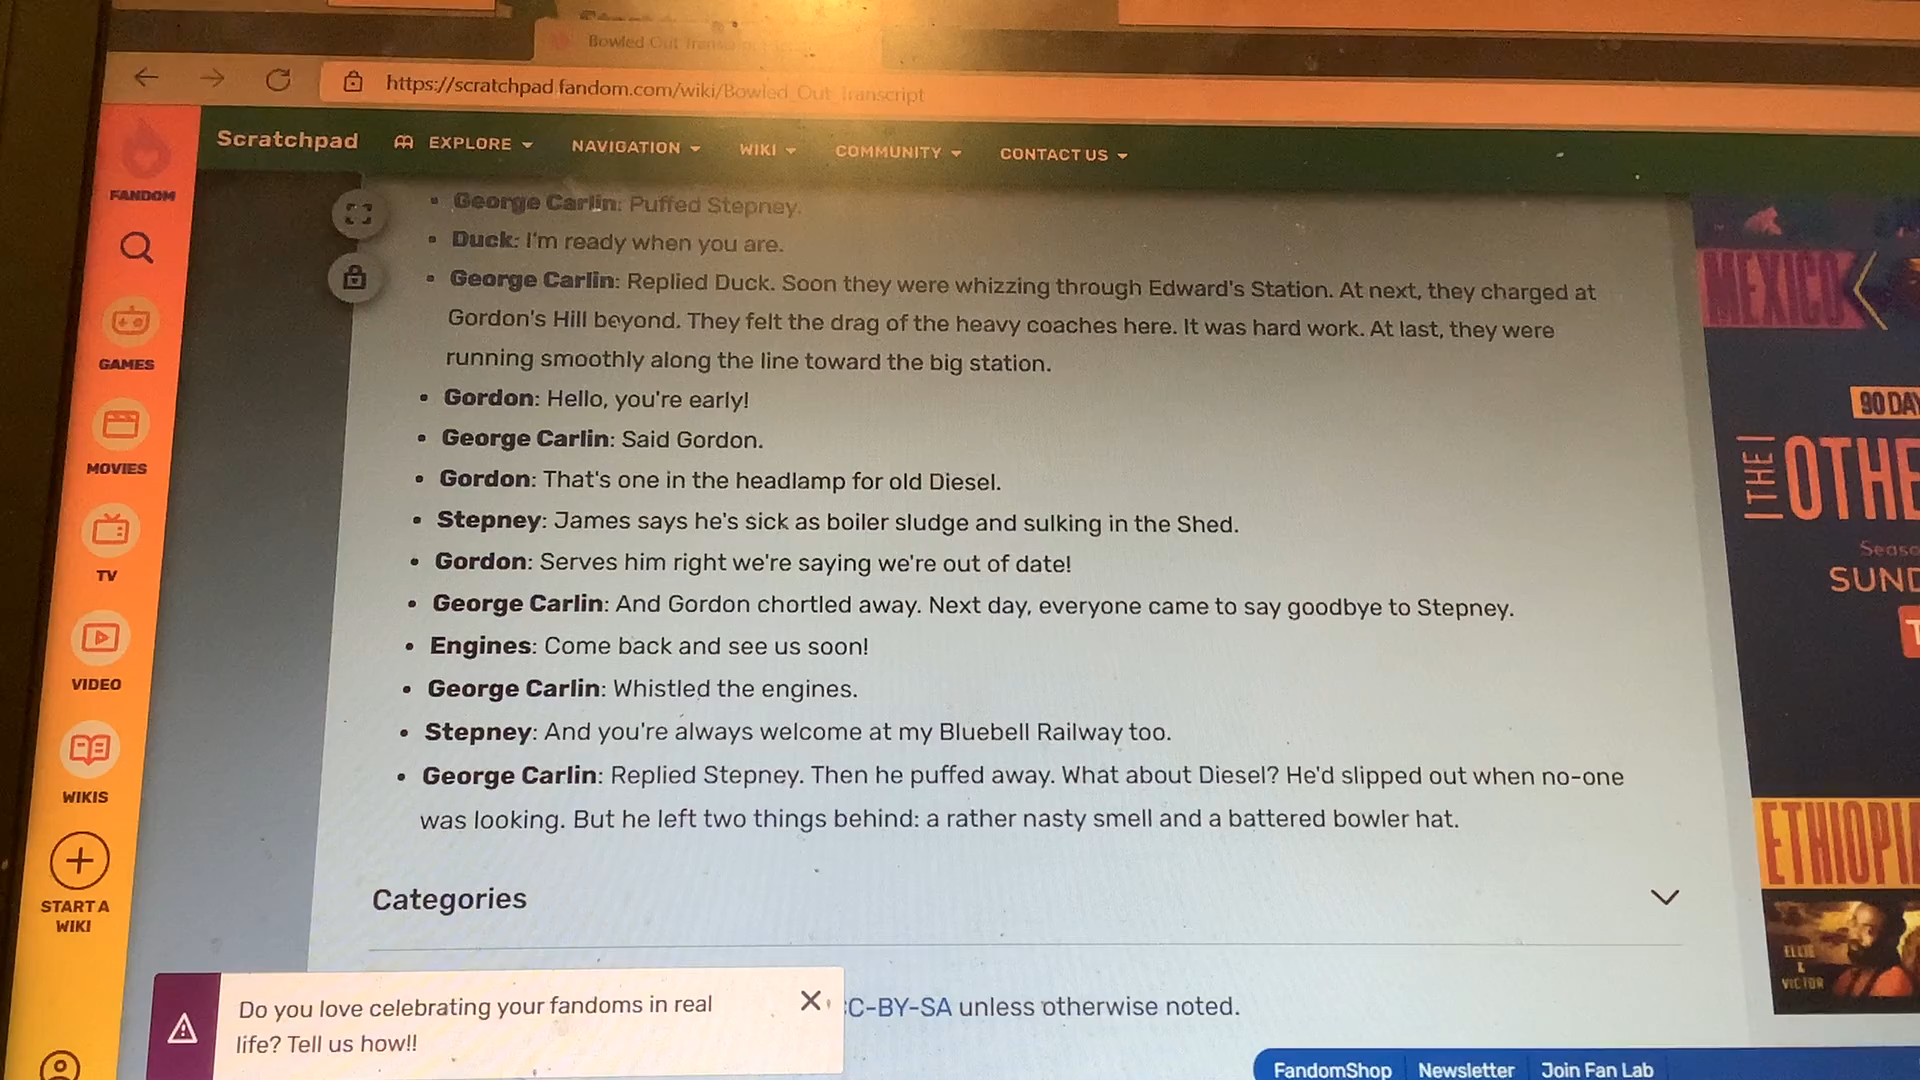 Bowled Out Trans
https://scratchpad.fandom.com/wiki/Bowled_Out_Transcript
Scratchpad EXPLORE NAVIGATION WIKI COMMUNITY CONTACT US
FANDOM
GAMES
MOVIES
TV
VIDEO
WIKIS
START A
WIKI
• George Carlin: Puffed Stepney.
• Duck: I'm ready when you are.
• George Carlin: Replied Duck. Soon they were whizzing through Edward's Station. At next, they charged at
Gordon's Hill beyond. They felt the drag of the heavy coaches here. It was hard work. At last, they were
running smoothly along the line toward the big station.
• Gordon: Hello, you're early!
• George Carlin: Said Gordon.
• Gordon: That's one in the headlamp for old Diesel.
• Stepney: James says he's sick as boiler sludge and sulking in the Shed.
• Gordon: Serves him right we're saying we're out of date!
• George Carlin: And Gordon chortled away. Next day, everyone came to say goodbye to Stepney.
• Engines: Come back and see us soon!
• George Carlin: Whistled the engines.
• Stepney: And you're always welcome at my Bluebell Railway too.
• George Carlin: Replied Stepney. Then he puffed away. What about Diesel? He'd slipped out when no-one
was looking. But he left two things behind: a rather nasty smell and a battered bowler hat.
Categories
CC-BY-SA unless otherwise noted.
Do you love celebrating your fandoms in real
life? Tell us how!!
FandomShop Newsletter Join Fan Lab
MEXICO
90 DAY
THE OTHE
Seaso
SUND
ETHIOPI
ELLIE
&
VICTOR